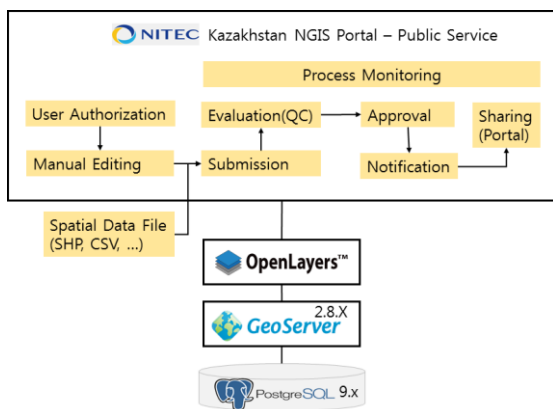 NITEC Kazakhstan NGIS Portal – Public Service
Process Monitoring
User Authorization
Evaluation(QC)
Approval
Sharing
(Portal)
Manual Editing
Submission
Notification
Spatial Data File
(SHP, CSV, ...)
OpenLayers™
2.8.X
GeoServer
PostgreSQL 9.x